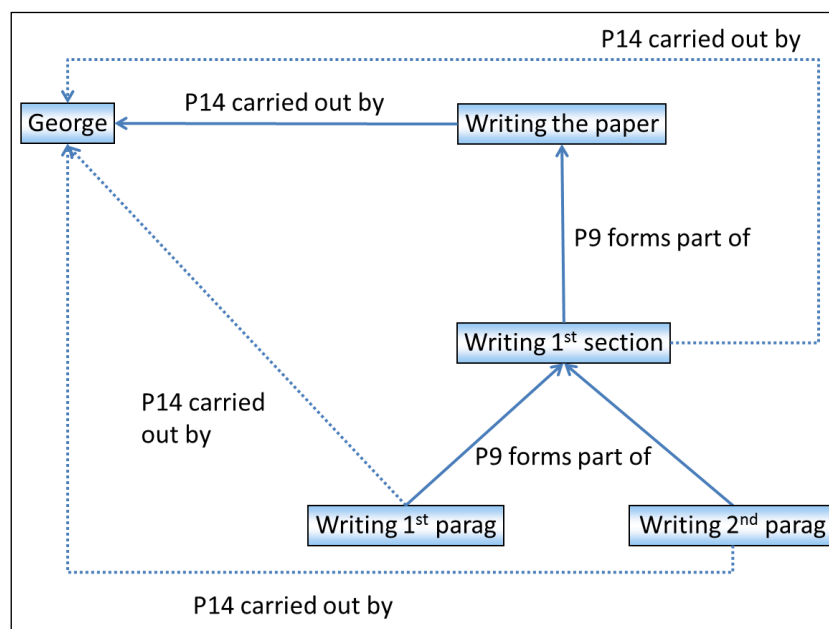 P14 carried out by
P14 carried out by
George
Writing the paper
P9 forms part of
Writing 1st section
P14 carried
out by
P9 forms part of
Writing 1st parag
Writing 2nd parag
P14 carried out by